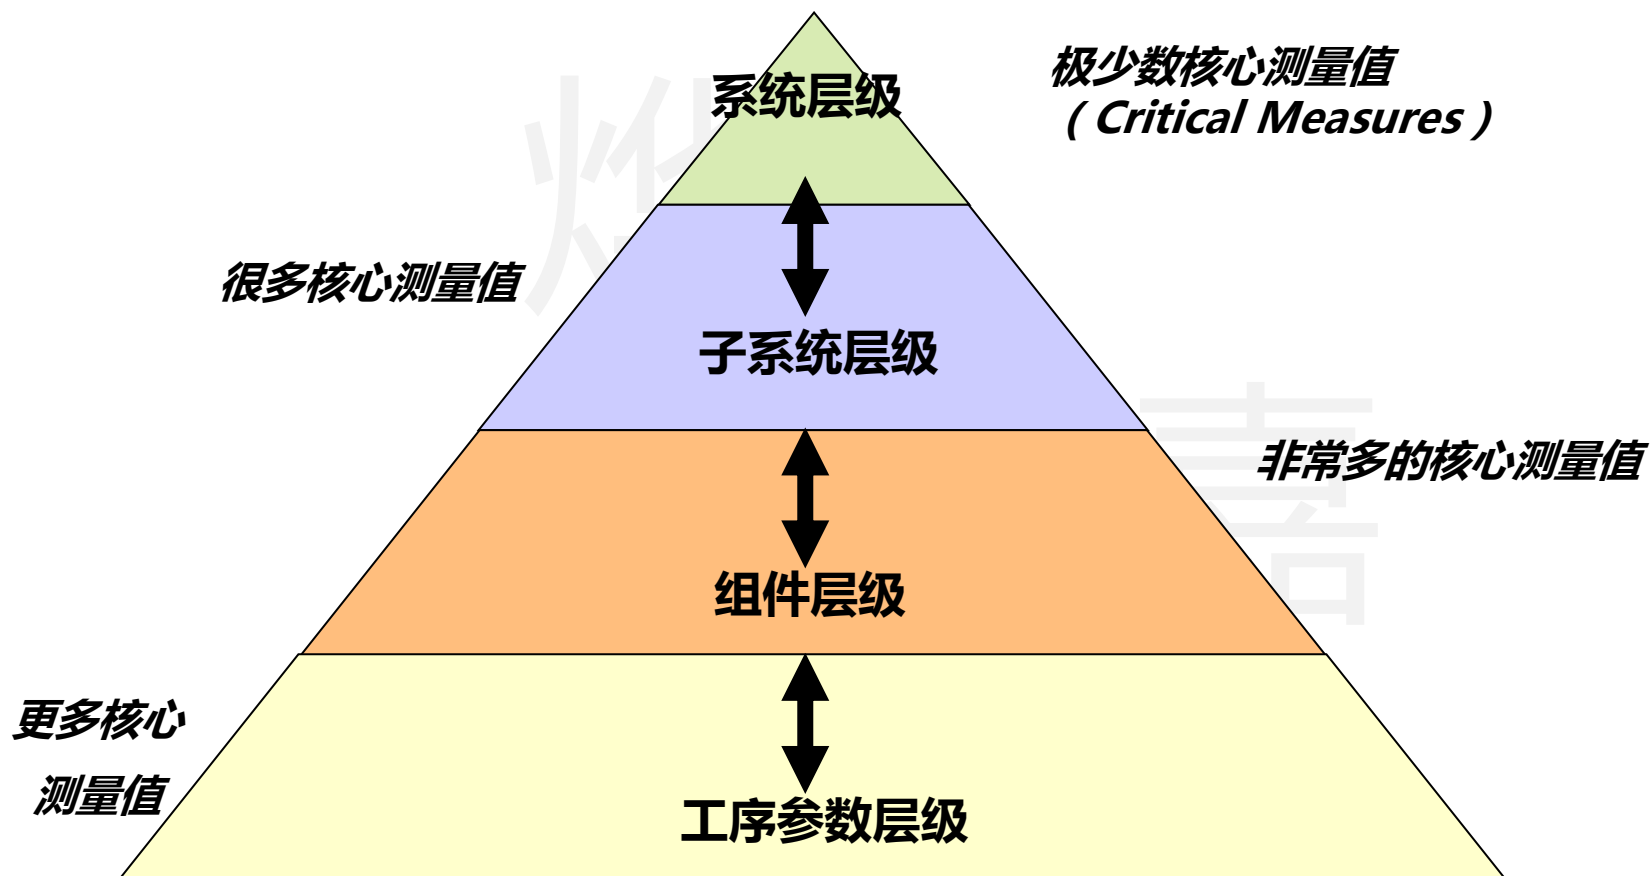 系统层级
极少数核心测量值
（Critical Measures）
很多核心测量值
子系统层级
非常多的核心测量值
组件层级
更多核心
测量值
工序参数层级